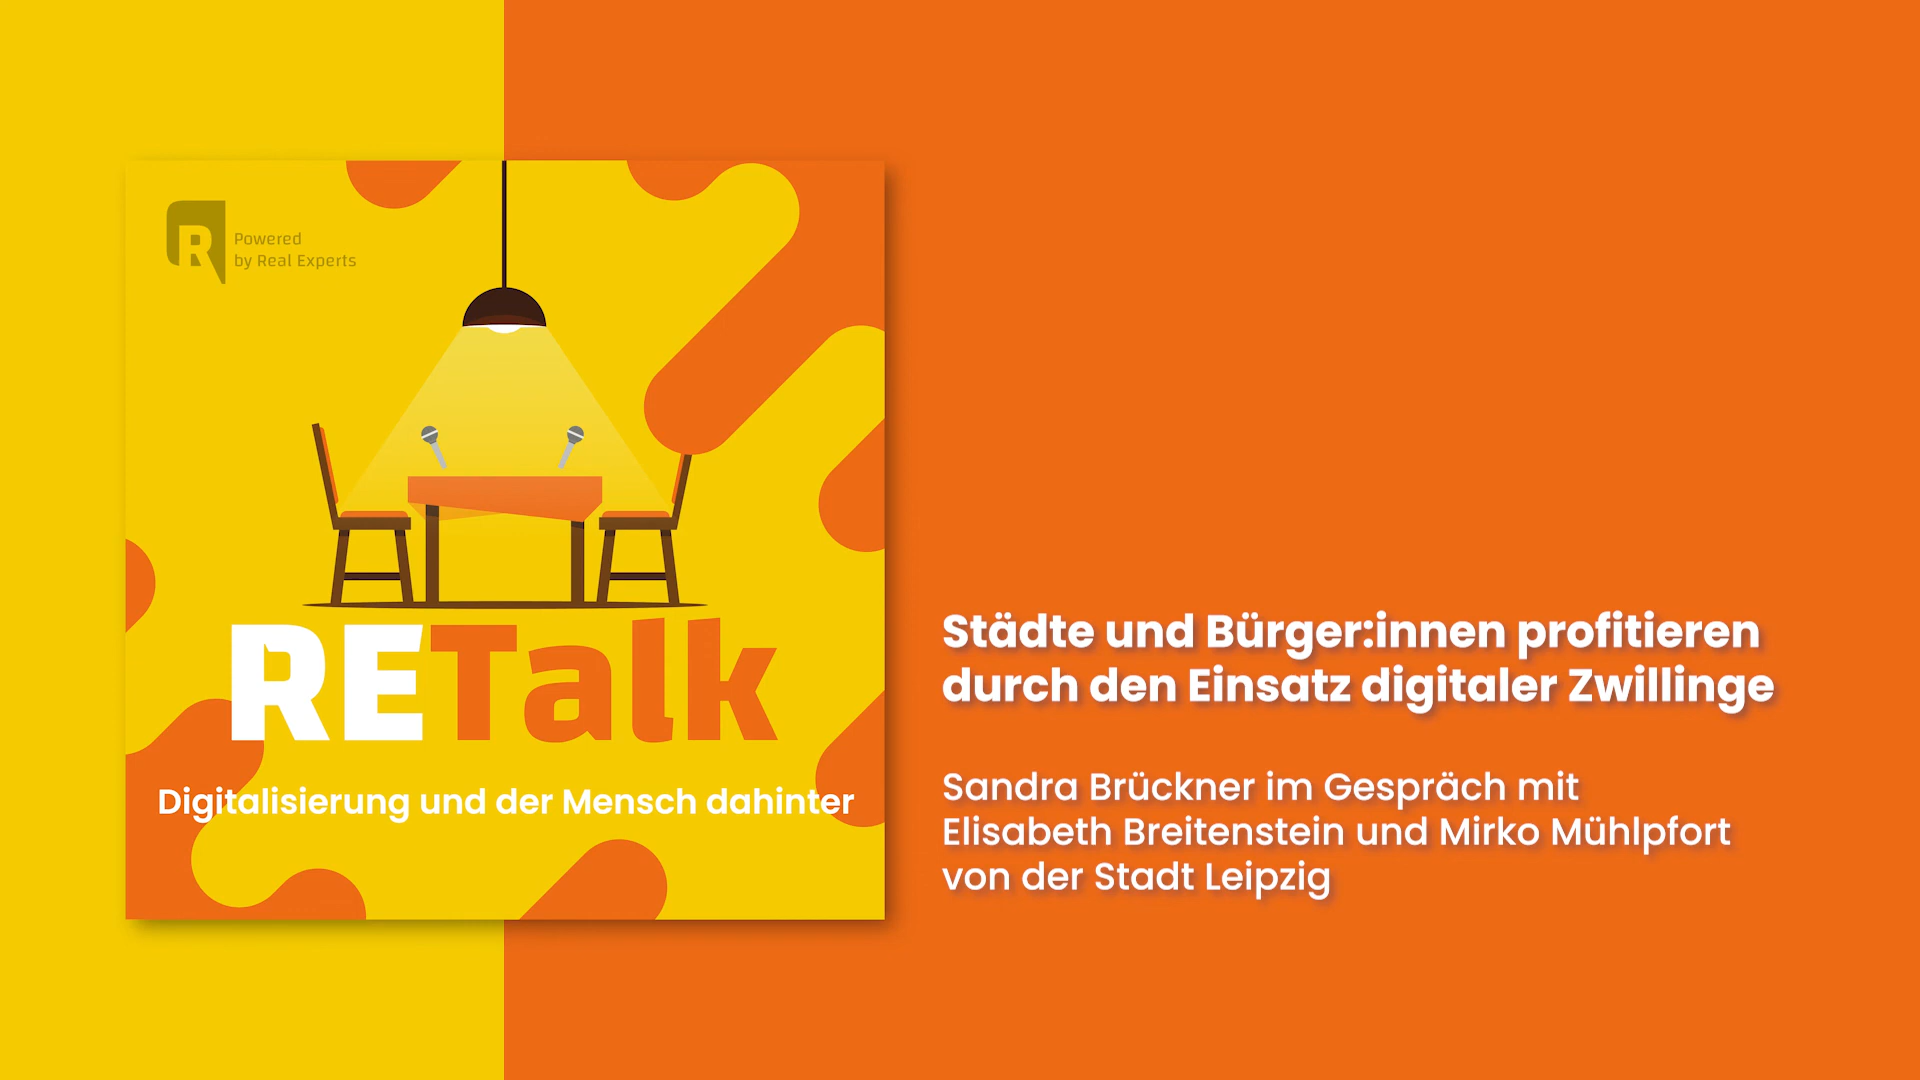 R
Powered
by Real Experts
RETalk
Digitalisierung und der Mensch dahinter
Städte und Bürger:innen profitieren
durch den Einsatz digitaler Zwillinge
Sandra Brückner im Gespräch mit
Elisabeth Breitenstein und Mirko Mühlpfort
von der Stadt Leipzig